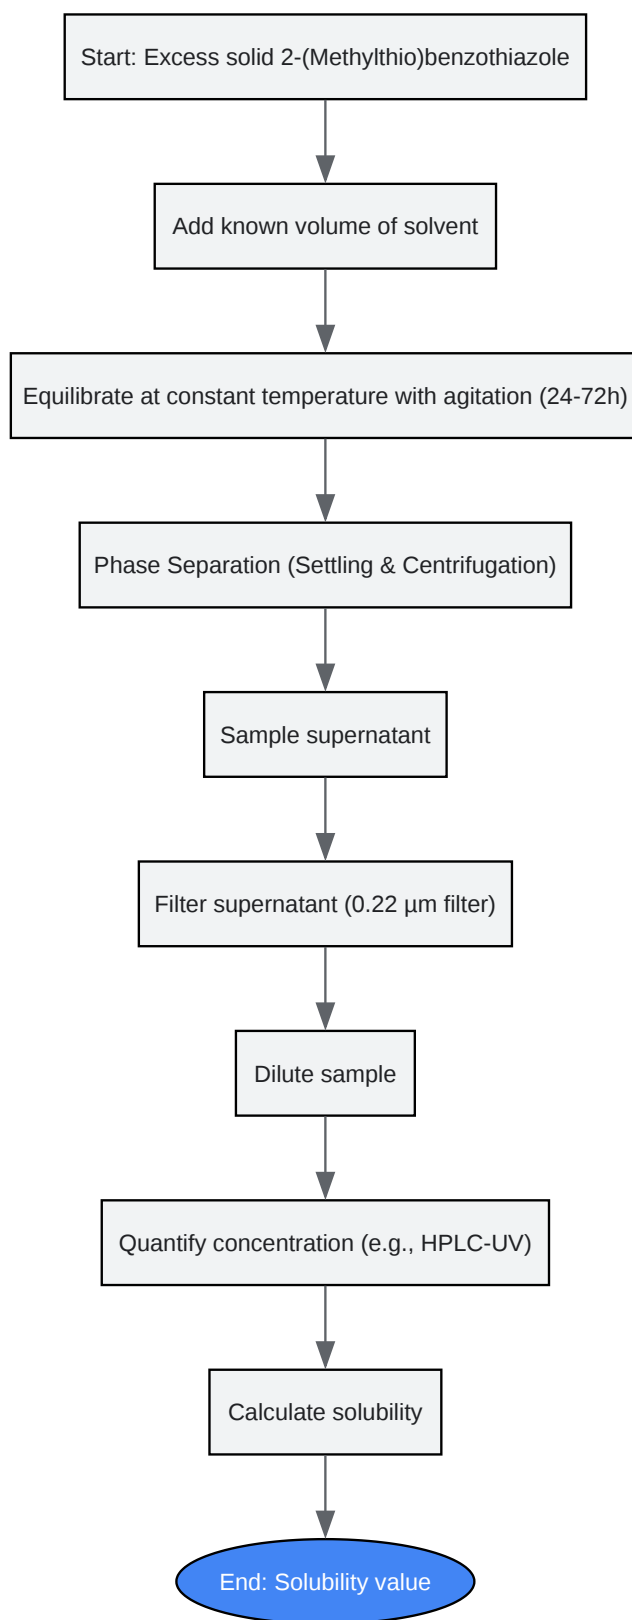 Start: Excess solid 2-(Methylthio)benzothiazole
Add known volume of solvent
Equilibrate at constant temperature with agitation (24-72h)
Phase Separation (Settling & Centrifugation)
Sample supernatant
Filter supernatant (0.22 µm filter)
Dilute sample
Quantify concentration (e.g., HPLC-UV)
Calculate solubility
End: Solubility value